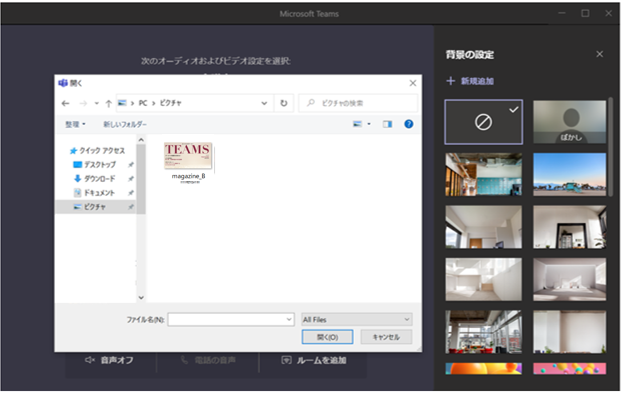 Microsoft Teams
次のオーディオおよびビデオ設定を選択:
背景の設定
+ 新規追加
ぼかし
開く
PC > ピクチャ
ピクチャの検索
整理
新しいフォルダー
クイック アクセス
デスクトップ
ダウンロード
ドキュメント
ピクチャ
TEAMS
magazine_B
ファイル名(N):
All Files
開く(O)
キャンセル
音声オフ
電話の音声
ルームを追加